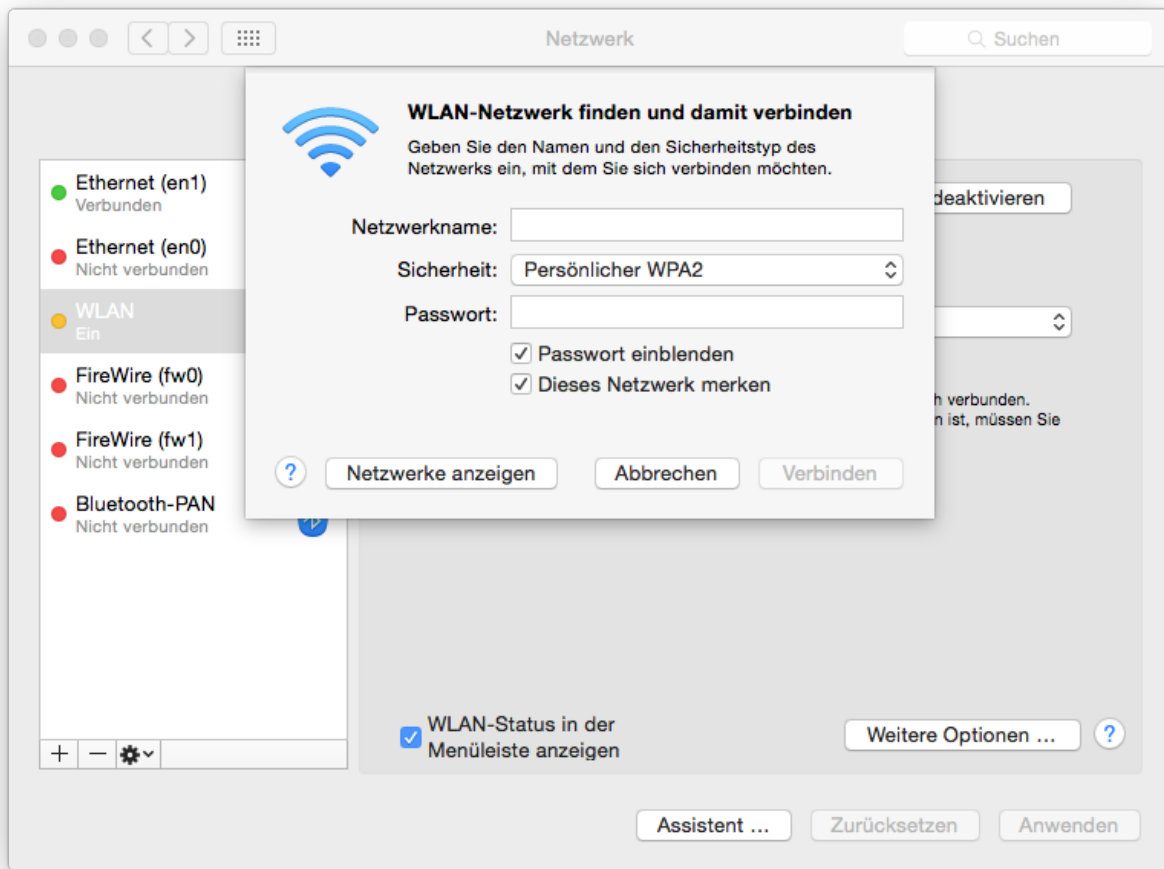 Netzwerk
Suchen
WLAN-Netzwerk finden und damit verbinden
Geben Sie den Namen und den Sicherheitstyp des
Netzwerks ein, mit dem Sie sich verbinden möchten.
Netzwerkname:
Sicherheit: Persönlicher WPA2
Passwort:
Passwort einblenden
Dieses Netzwerk merken
? Netzwerke anzeigen Abbrechen Verbinden
Ethernet (en1)
Verbunden
Ethernet (en0)
Nicht verbunden
WLAN
Ein
FireWire (fw0)
Nicht verbunden
FireWire (fw1)
Nicht verbunden
Bluetooth-PAN
Nicht verbunden
deaktivieren
verbunden.
ist, müssen Sie
WLAN-Status in der
Menüleiste anzeigen
Weitere Optionen ... ?
Assistent ... Zurücksetzen Anwenden